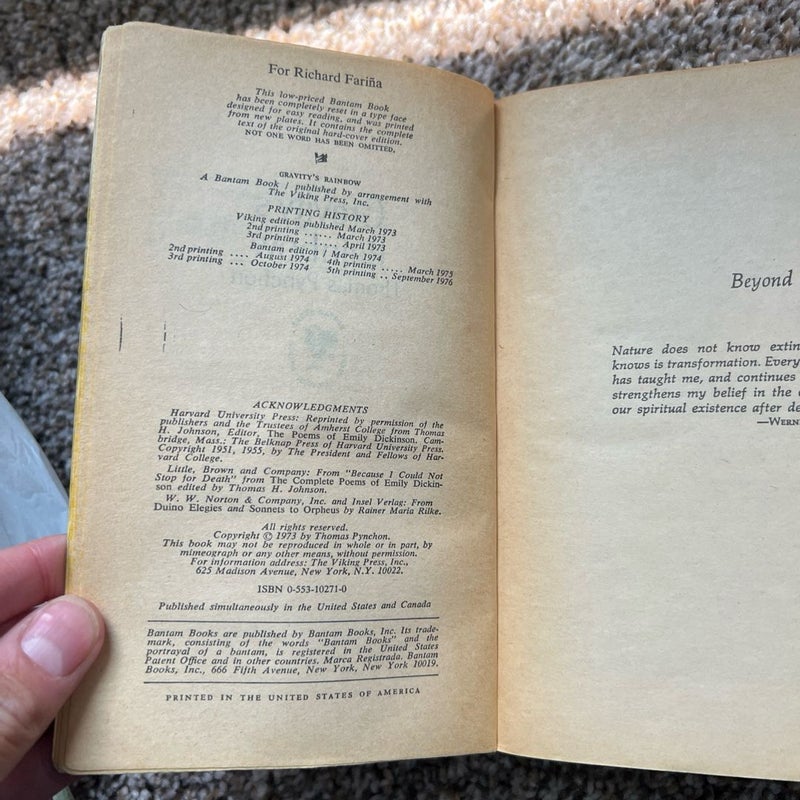 For Richard Fariña
This low-priced Bantam Book
has been completely reset in a type face
designed for easy reading, and was printed
from new plates. It contains the complete
text of the original hard-cover edition.
NOT ONE WORD HAS BEEN OMITTED.
GRAVITY'S RAINBOW
A Bantam Book / published by arrangement with
The Viking Press, Inc.
PRINTING HISTORY
Viking edition published March 1973
2nd printing ...... March 1973
3rd printing ....... April 1973
Bantam edition / March 1974
2nd printing .... August 1974 4th printing ..... March 1975
3rd printing ... October 1974 5th printing .. September 1976
ACKNOWLEDGMENTS
Harvard University Press: Reprinted by permission of the
publishers and the Trustees of Amherst College from Thomas
H. Johnson, Editor, The Poems of Emily Dickinson. Cam-
bridge, Mass.: The Belknap Press of Harvard University Press.
Copyright 1951, 1955, by The President and Fellows of Har-
vard College.
Little, Brown and Company: From "Because I Could Not
Stop for Death" from The Complete Poems of Emily Dickin-
son edited by Thomas H. Johnson.
W. W. Norton & Company, Inc. and Insel Verlag: From
Duino Elegies and Sonnets to Orpheus by Rainer Maria Rilke.
All rights reserved.
Copyright © 1973 by Thomas Pynchon.
This book may not be reproduced in whole or in part, by
mimeograph or any other means, without permission.
For information address: The Viking Press, Inc.,
625 Madison Avenue, New York, N.Y. 10022.
ISBN 0-553-10271-0
Published simultaneously in the United States and Canada
Bantam Books are published by Bantam Books, Inc. Its trade-
mark, consisting of the words "Bantam Books" and the
portrayal of a bantam, is registered in the United States
Patent Office and in other countries. Marca Registrada. Bantam
Books, Inc., 666 Fifth Avenue, New York, New York 10019.
PRINTED IN THE UNITED STATES OF AMERICA
Beyond
Nature does not know extin
knows is transformation. Every
has taught me, and continues
strengthens my belief in the
our spiritual existence after de
—WERN